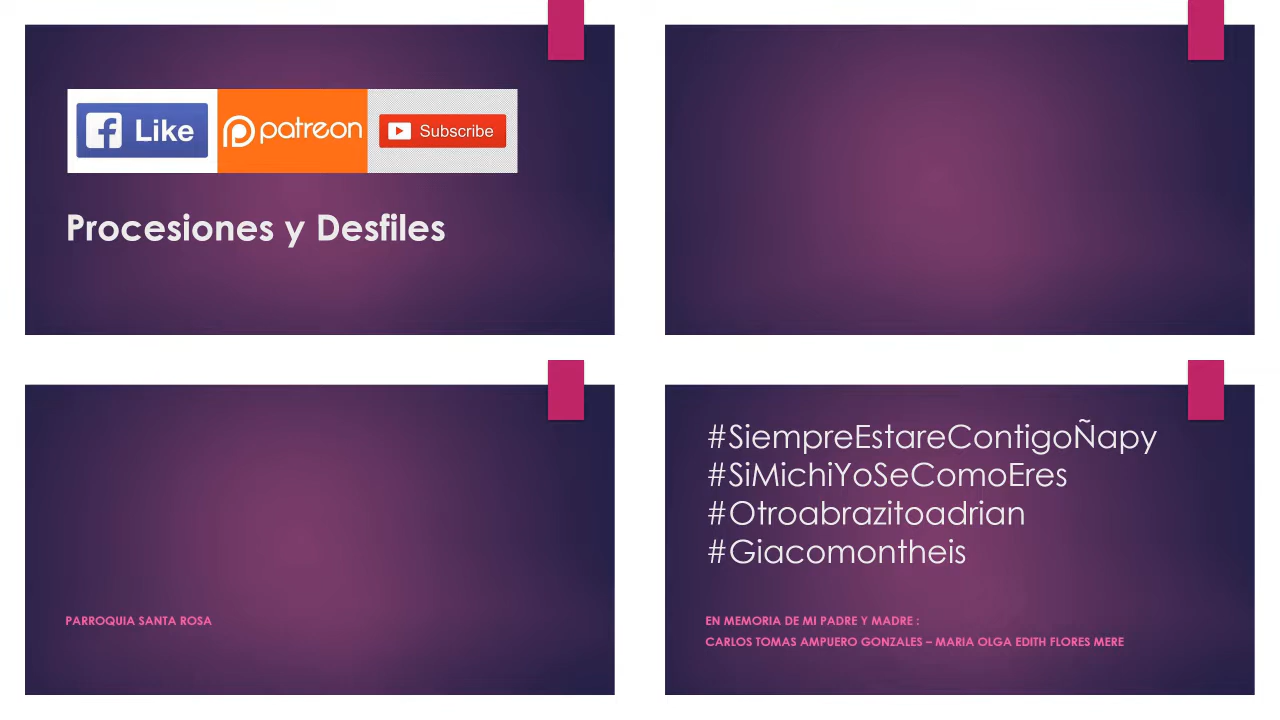 Like
patreon
Subscribe
Procesiones y Desfiles
PARROQUIA SANTA ROSA
#SiempreEstareContigoÑapy
#SiMichiYoSeComoEres
#Otroabrazitoadrian
#Giacomontheis
EN MEMORIA DE MI PADRE Y MADRE :
CARLOS TOMAS AMPUERO GONZALES – MARIA OLGA EDITH FLORES MERE